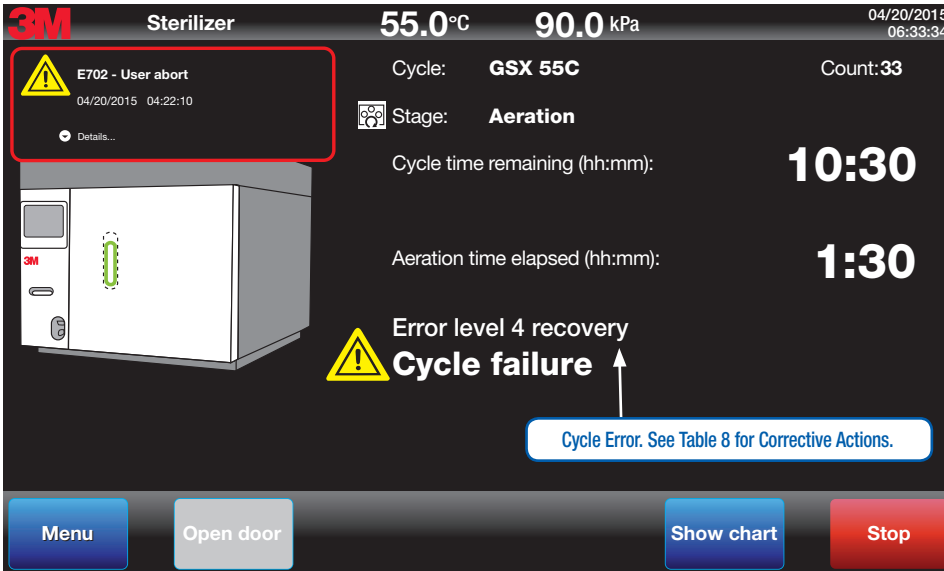 3M Sterilizer 55.0°C 90.0 kPa 04/20/2015
06:33:34
E702 - User abort
04/20/2015 04:22:10
Details...
Cycle: GSX 55C Count:33
Stage: Aeration
Cycle time remaining (hh:mm): 10:30
3M
Aeration time elapsed (hh:mm): 1:30
Error level 4 recovery
Cycle failure
Cycle Error. See Table 8 for Corrective Actions.
Menu Open door Show chart Stop